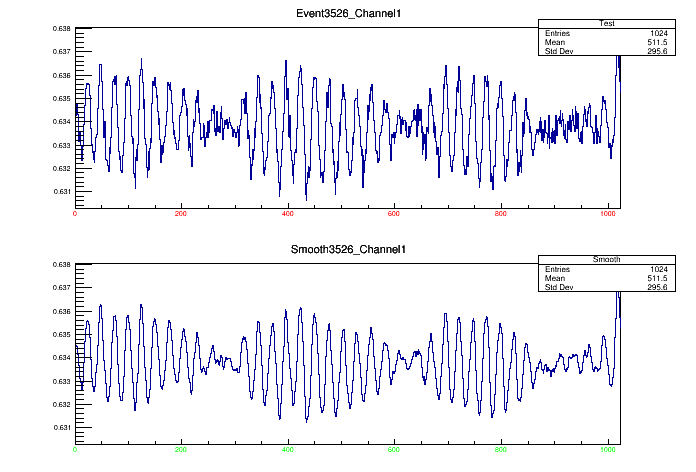 Event3526_Channel1
Test
Entries 1024
Mean 511.5
Std Dev 295.6
0.638
0.637
0.636
0.635
0.634
0.633
0.632
0.631
0 200 400 600 800 1000
Smooth3526_Channel1
Smooth
Entries 1024
Mean 511.5
Std Dev 295.6
0.638
0.637
0.636
0.635
0.634
0.633
0.632
0.631
0 200 400 600 800 1000